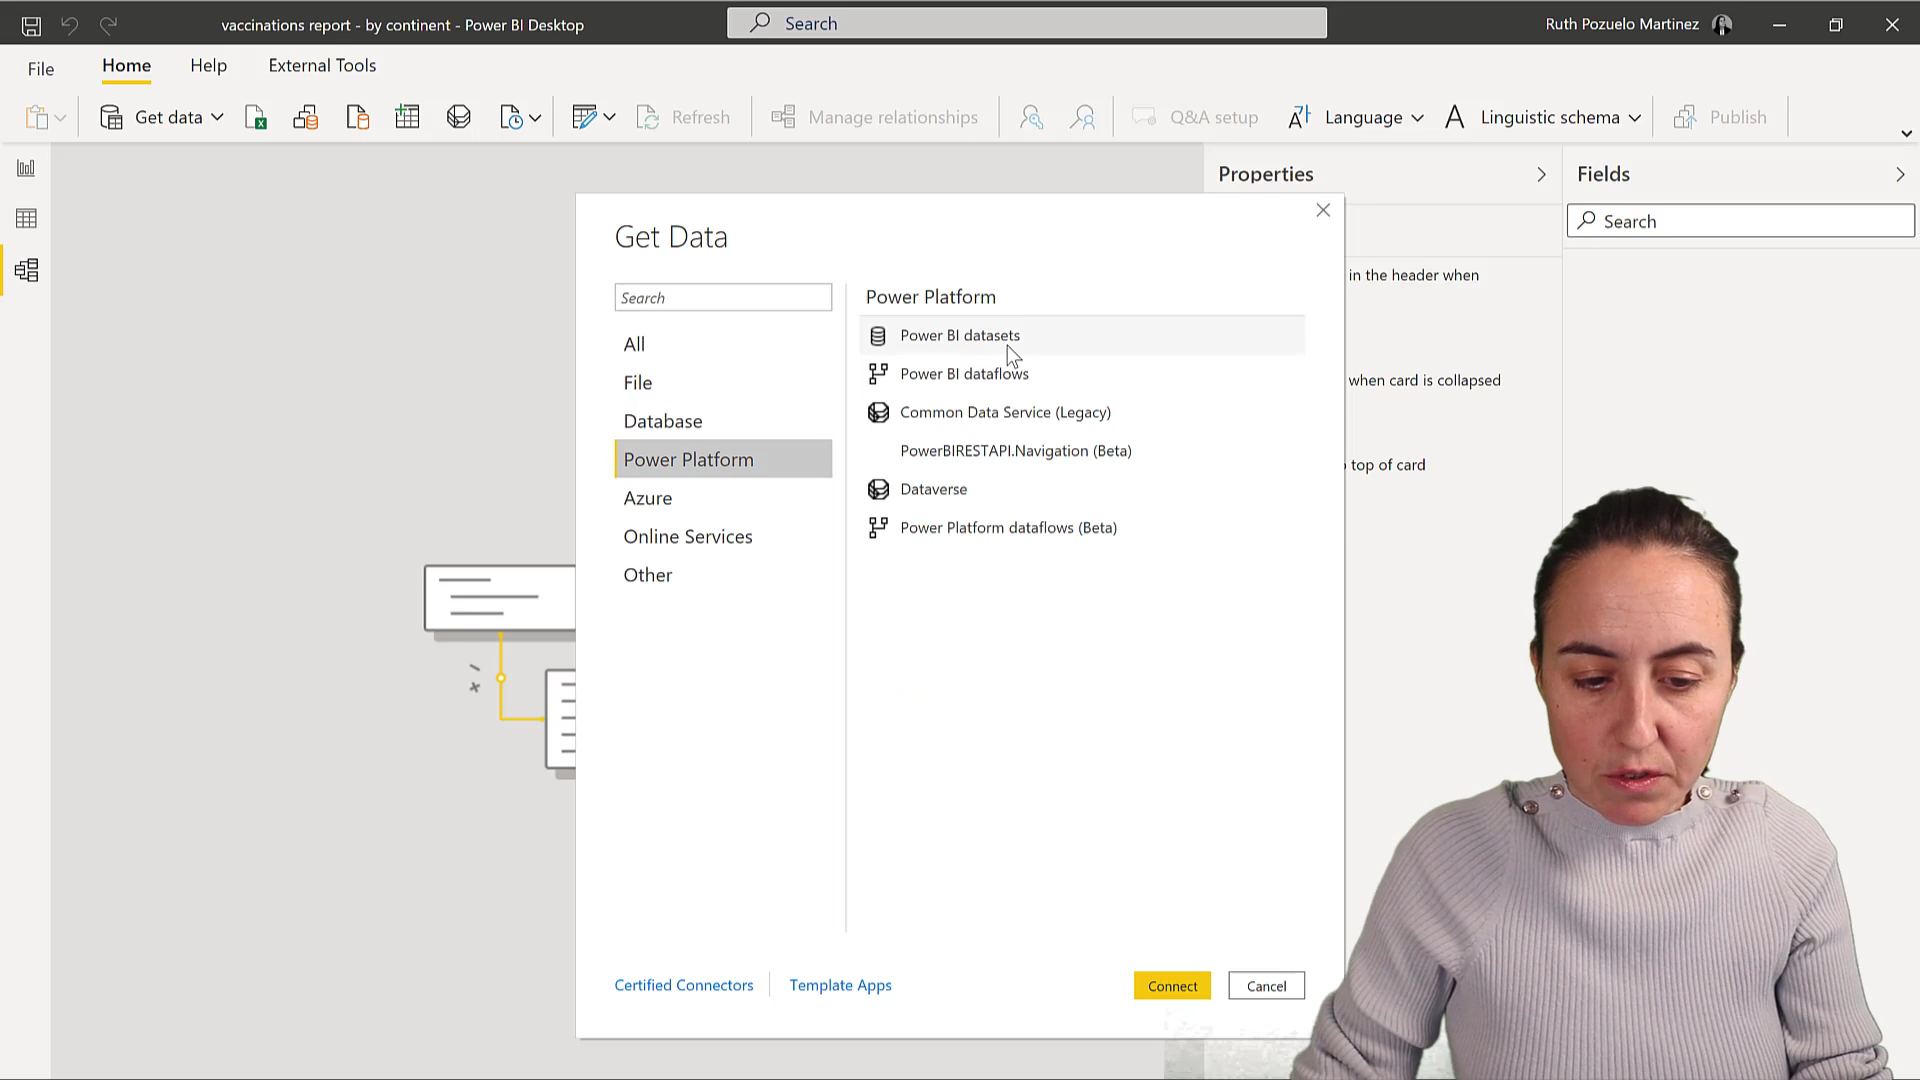 vaccinations report - by continent - Power BI Desktop
Search
Ruth Pozuelo Martinez
File
Home
Help
External Tools
Get data
Refresh
Manage relationships
Q&A setup
Language
Linguistic schema
Publish
Properties
Fields
Search
in the header when
when card is collapsed
top of card
Get Data
Search
All
File
Database
Power Platform
Azure
Online Services
Other
Power Platform
Power BI datasets
Power BI dataflows
Common Data Service (Legacy)
PowerBIRESTAPI.Navigation (Beta)
Dataverse
Power Platform dataflows (Beta)
Certified Connectors
Template Apps
Connect
Cancel